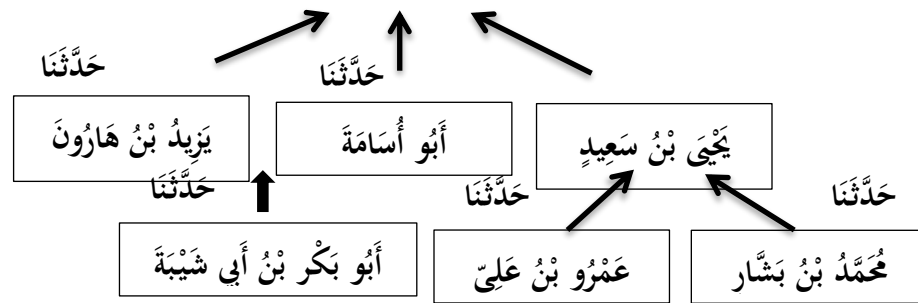 حَدَّثَنَا
حَدَّثَنَا
يَحْيَى بْنُ سَعِيدٍ
أَبُو أُسَامَةَ
يَزِيدُ بْنُ هَارُونَ
حَدَّثَنَا
حَدَّثَنَا
حَدَّثَنَا
مُحَمَّدُ بْنُ بَشَّار
عَمْرُو بْنُ عَلِىّ
أَبُو بَكْر بْنُ أَبِي شَيْبَةَ